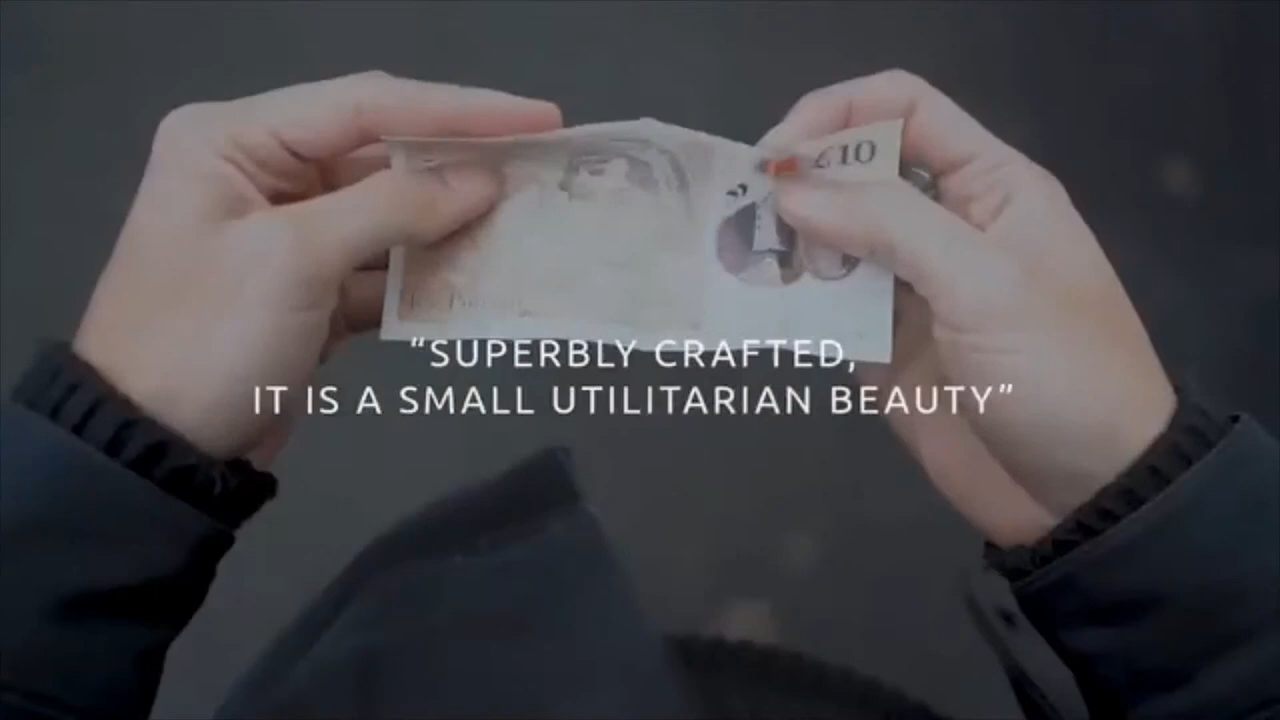 £10
“SUPERBLY CRAFTED,
IT IS A SMALL UTILITARIAN BEAUTY”